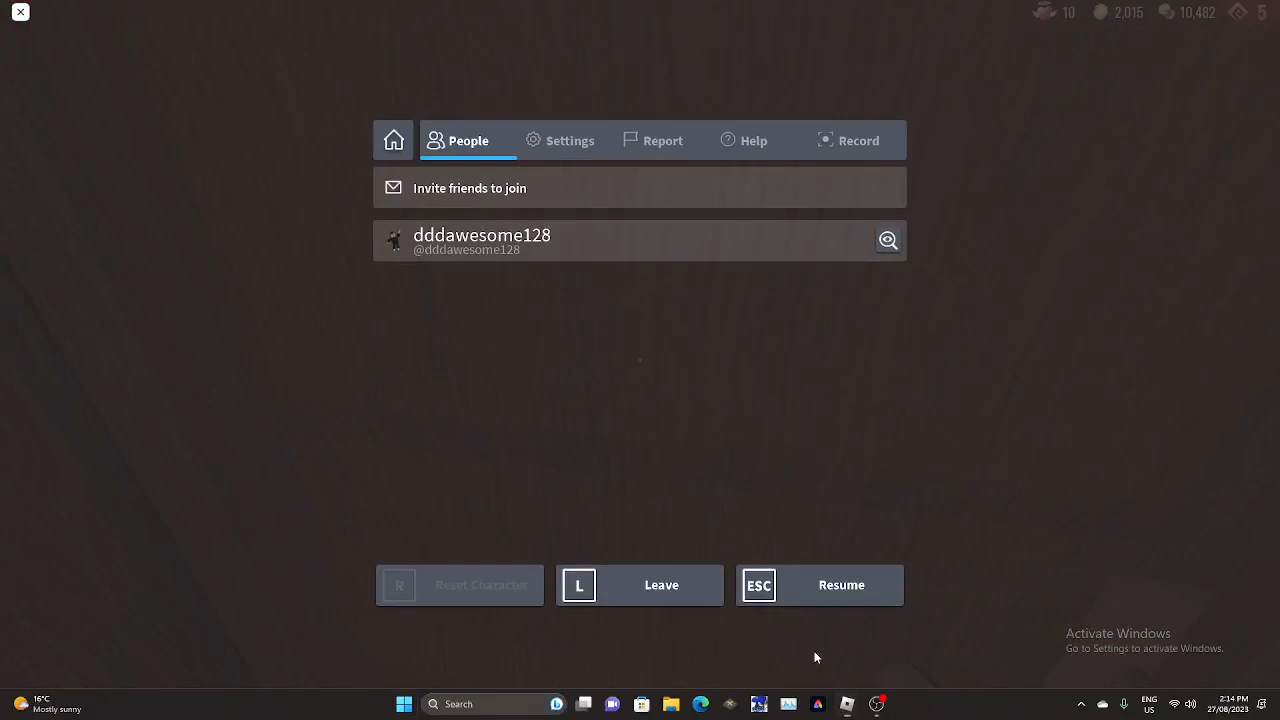 10 2,015 10,482 5
People Settings Report Help Record
Invite friends to join
dddawesome128
@dddawesome128
R Reset Character L Leave ESC Resume
Activate Windows
Go to Settings to activate Windows.
16°C
Mostly sunny
Search
ENG
US
2:14 PM
27/08/2023